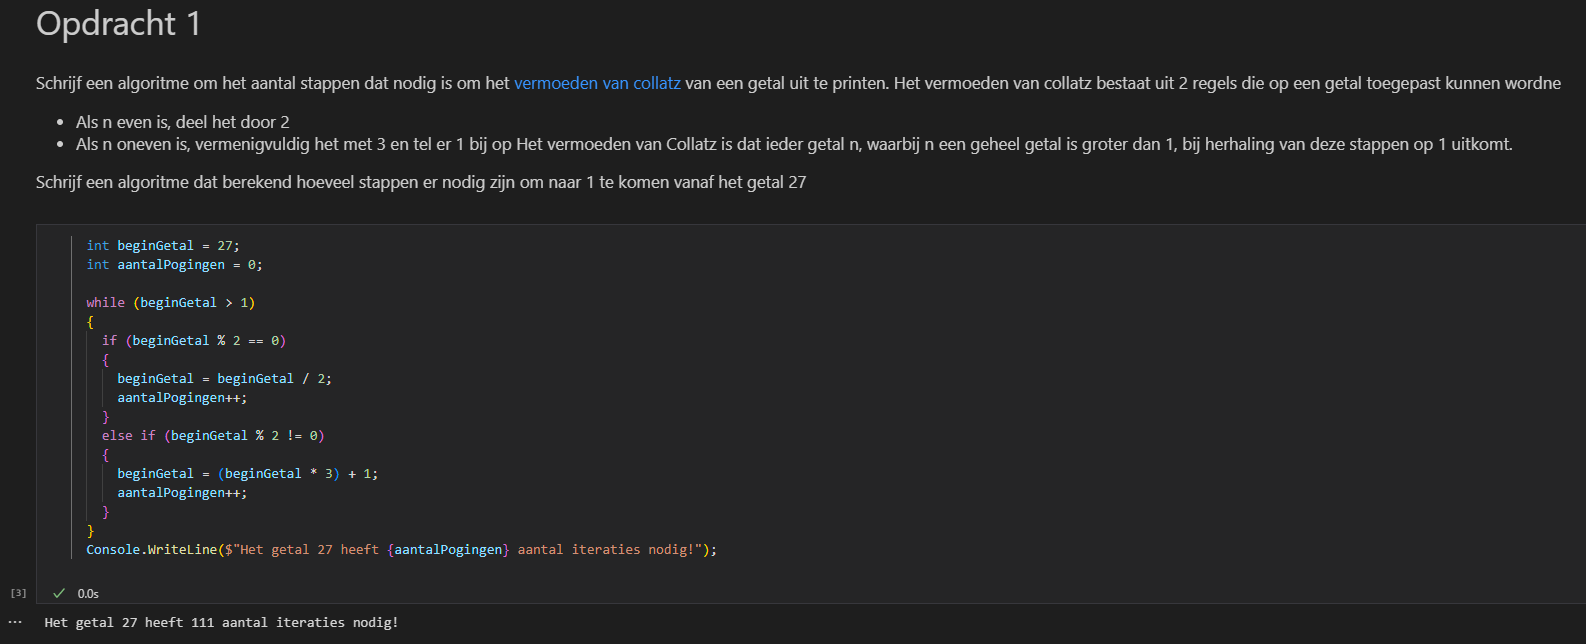 Opdracht 1
Schrijf een algoritme om het aantal stappen dat nodig is om het vermoeden van collatz van een getal uit te printen. Het vermoeden van collatz bestaat uit 2 regels die op een getal toegepast kunnen wordne
• Als n even is, deel het door 2
• Als n oneven is, vermenigvuldig het met 3 en tel er 1 bij op Het vermoeden van Collatz is dat ieder getal n, waarbij n een geheel getal is groter dan 1, bij herhaling van deze stappen op 1 uitkomt.
Schrijf een algoritme dat berekend hoeveel stappen er nodig zijn om naar 1 te komen vanaf het getal 27
int beginGetal = 27;
int aantalPogingen = 0;
while (beginGetal > 1)
{
if (beginGetal % 2 == 0)
{
beginGetal = beginGetal / 2;
aantalPogingen++;
}
else if (beginGetal % 2 != 0)
{
beginGetal = (beginGetal * 3) + 1;
aantalPogingen++;
}
}
Console.WriteLine($"Het getal 27 heeft {aantalPogingen} aantal iteraties nodig!");
[3] ✓ 0.0s
... Het getal 27 heeft 111 aantal iteraties nodig!